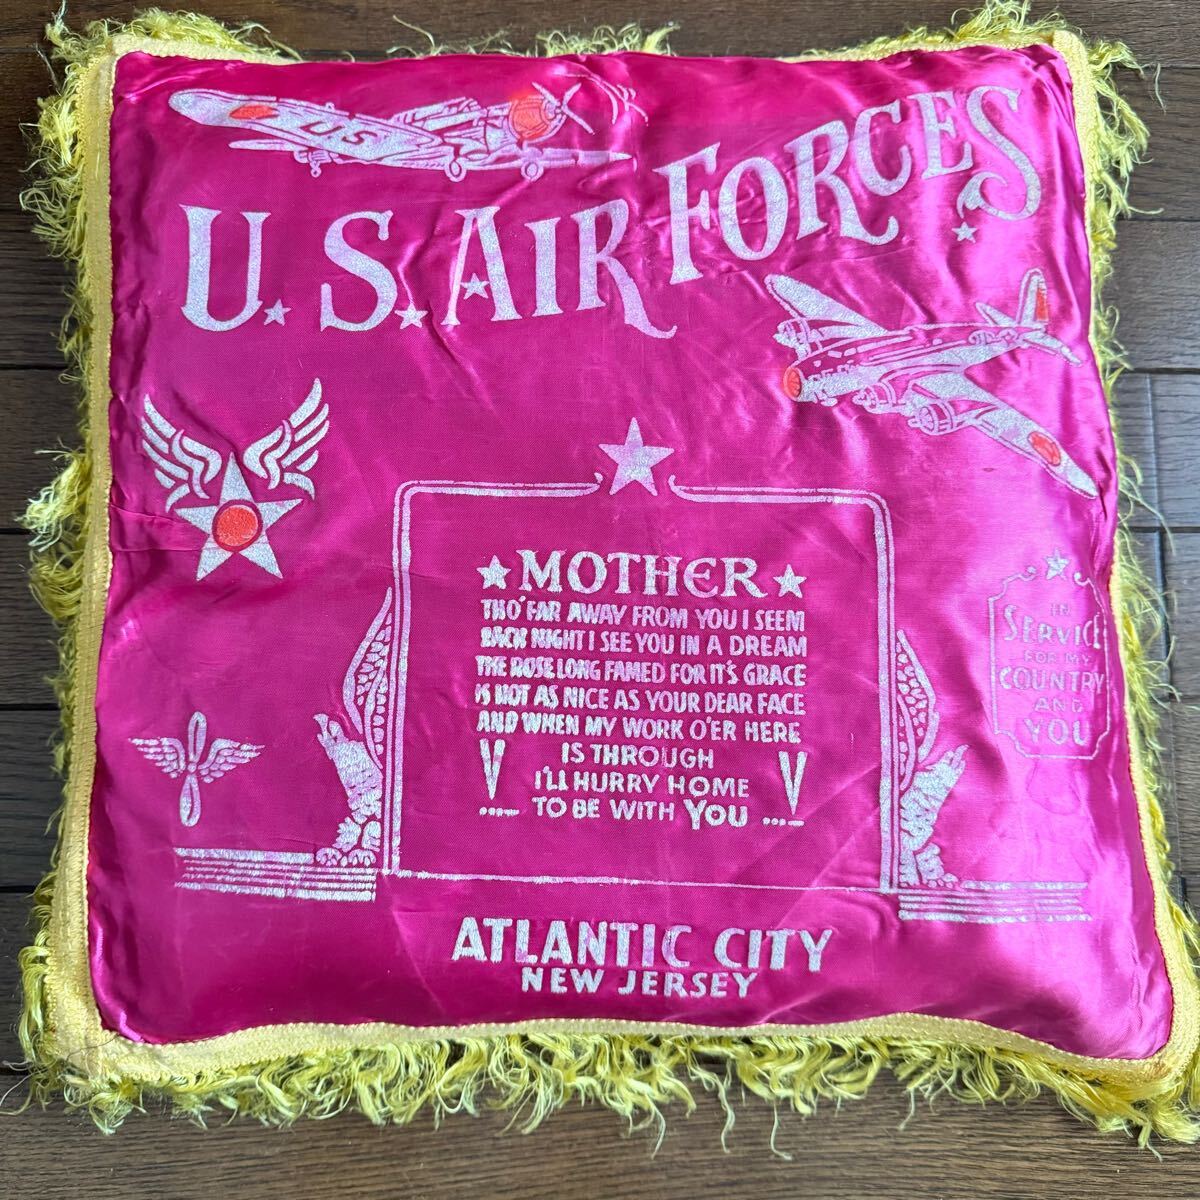 US
U.S. AIR FORCES
MOTHER
THO' FAR AWAY FROM YOU I SEEM
EACH NIGHT I SEE YOU IN A DREAM
THE ROSE LONG FAMED FOR IT'S GRACE
IS NOT AS NICE AS YOUR DEAR FACE
AND WHEN MY WORK O'ER HERE
IS THROUGH
I'LL HURRY HOME
TO BE WITH YOU
V V
...— ...—
IN
SERVICE
FOR MY
COUNTRY
AND
YOU
ATLANTIC CITY
NEW JERSEY